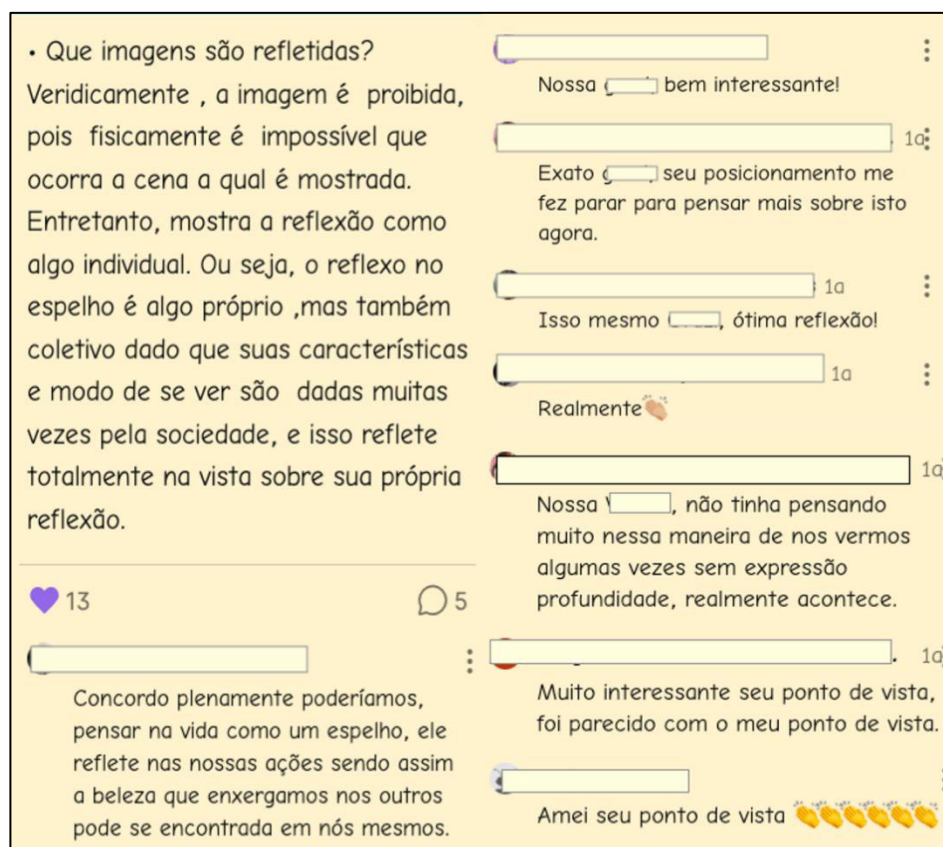 • Que imagens são refletidas?
Veridicamente , a imagem é proibida,
pois fisicamente é impossível que
ocorra a cena a qual é mostrada.
Entretanto, mostra a reflexão como
algo individual. Ou seja, o reflexo no
espelho é algo próprio ,mas também
coletivo dado que suas características
e modo de se ver são dadas muitas
vezes pela sociedade, e isso reflete
totalmente na vista sobre sua própria
reflexão.
13
5
Concordo plenamente poderíamos,
pensar na vida como um espelho, ele
reflete nas nossas ações sendo assim
a beleza que enxergamos nos outros
pode se encontrada em nós mesmos.
Nossa bem interessante!
1a
Exato seu posicionamento me
fez parar para pensar mais sobre isto
agora.
1a
Isso mesmo , ótima reflexão!
1a
Realmente👏🏼
1a
Nossa , não tinha pensando
muito nessa maneira de nos vermos
algumas vezes sem expressão
profundidade, realmente acontece.
1a
Muito interessante seu ponto de vista,
foi parecido com o meu ponto de vista.
Amei seu ponto de vista 👏👏👏👏👏👏